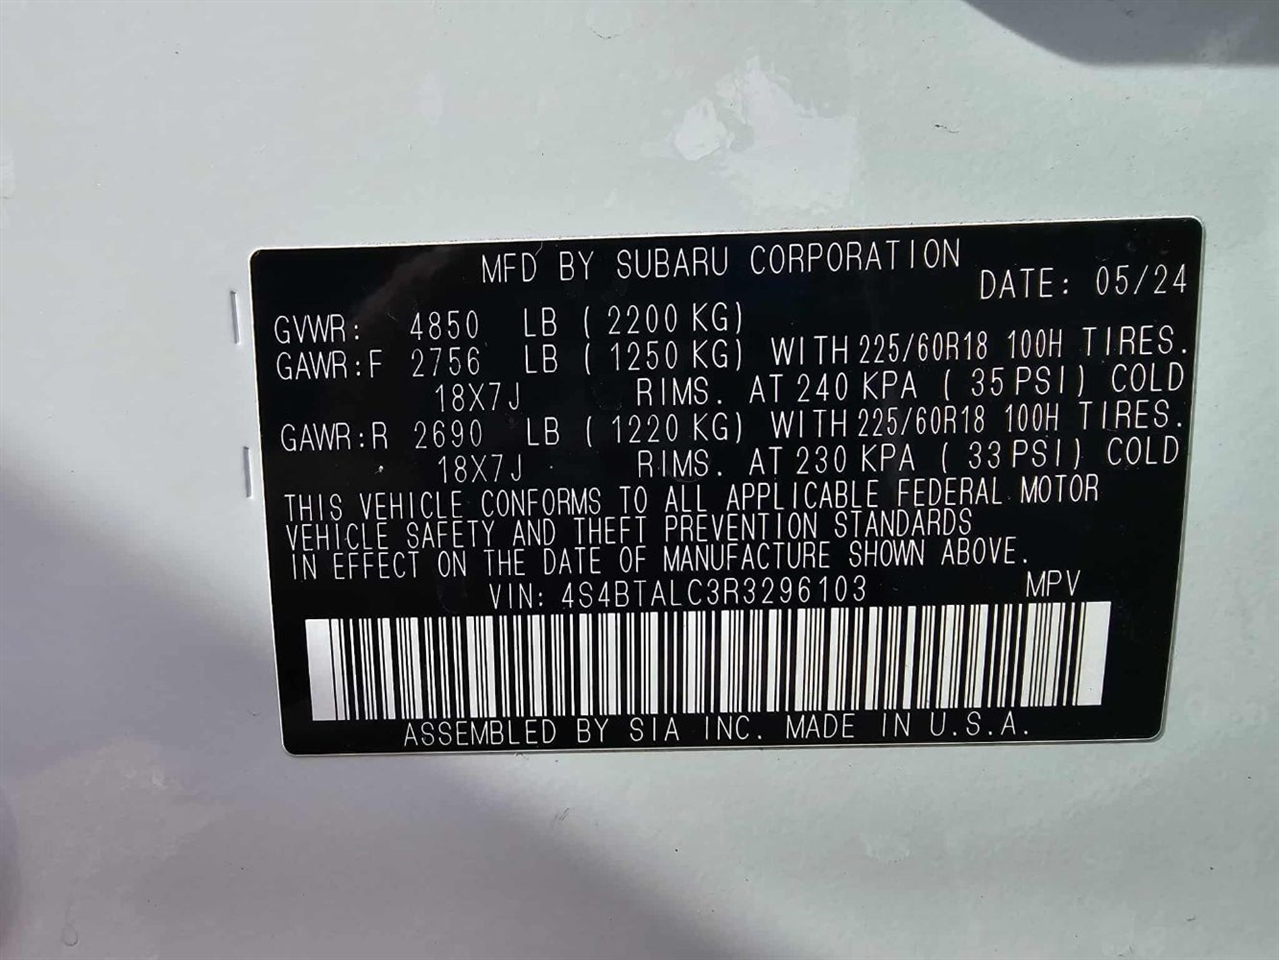 MFD BY SUBARU CORPORATION
DATE: 05/24
GVWR: 4850 LB ( 2200 KG)
GAWR:F 2756 LB ( 1250 KG) WITH 225/60R18 100H TIRES.
18X7J RIMS. AT 240 KPA ( 35 PSI) COLD
GAWR:R 2690 LB ( 1220 KG) WITH 225/60R18 100H TIRES.
18X7J RIMS. AT 230 KPA ( 33 PSI) COLD
THIS VEHICLE CONFORMS TO ALL APPLICABLE FEDERAL MOTOR
VEHICLE SAFETY AND THEFT PREVENTION STANDARDS
IN EFFECT ON THE DATE OF MANUFACTURE SHOWN ABOVE.
VIN: 4S4BTALC3R3296103 MPV
ASSEMBLED BY SIA INC. MADE IN U.S.A.